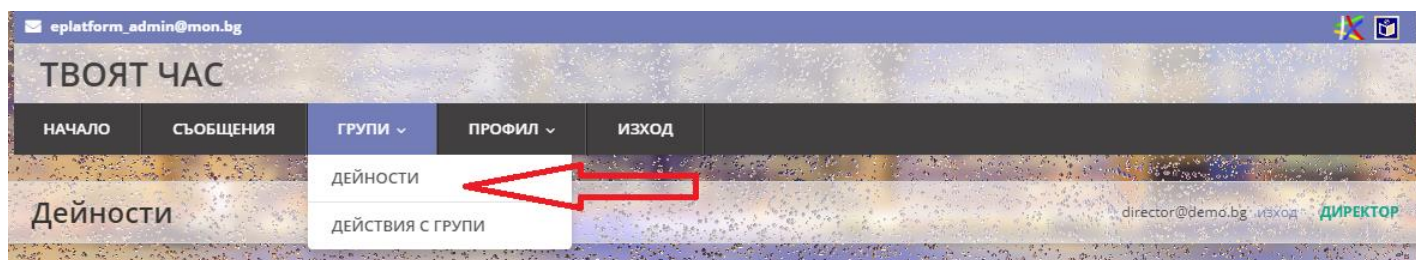 eplatform_admin@mon.bg
ТВОЯТ ЧАС
НАЧАЛО СЪОБЩЕНИЯ ГРУПИ ПРОФИЛ ИЗХОД
ДЕЙНОСТИ
Дейности director@demo.bg изход ДИРЕКТОР
ДЕЙСТВИЯ С ГРУПИ